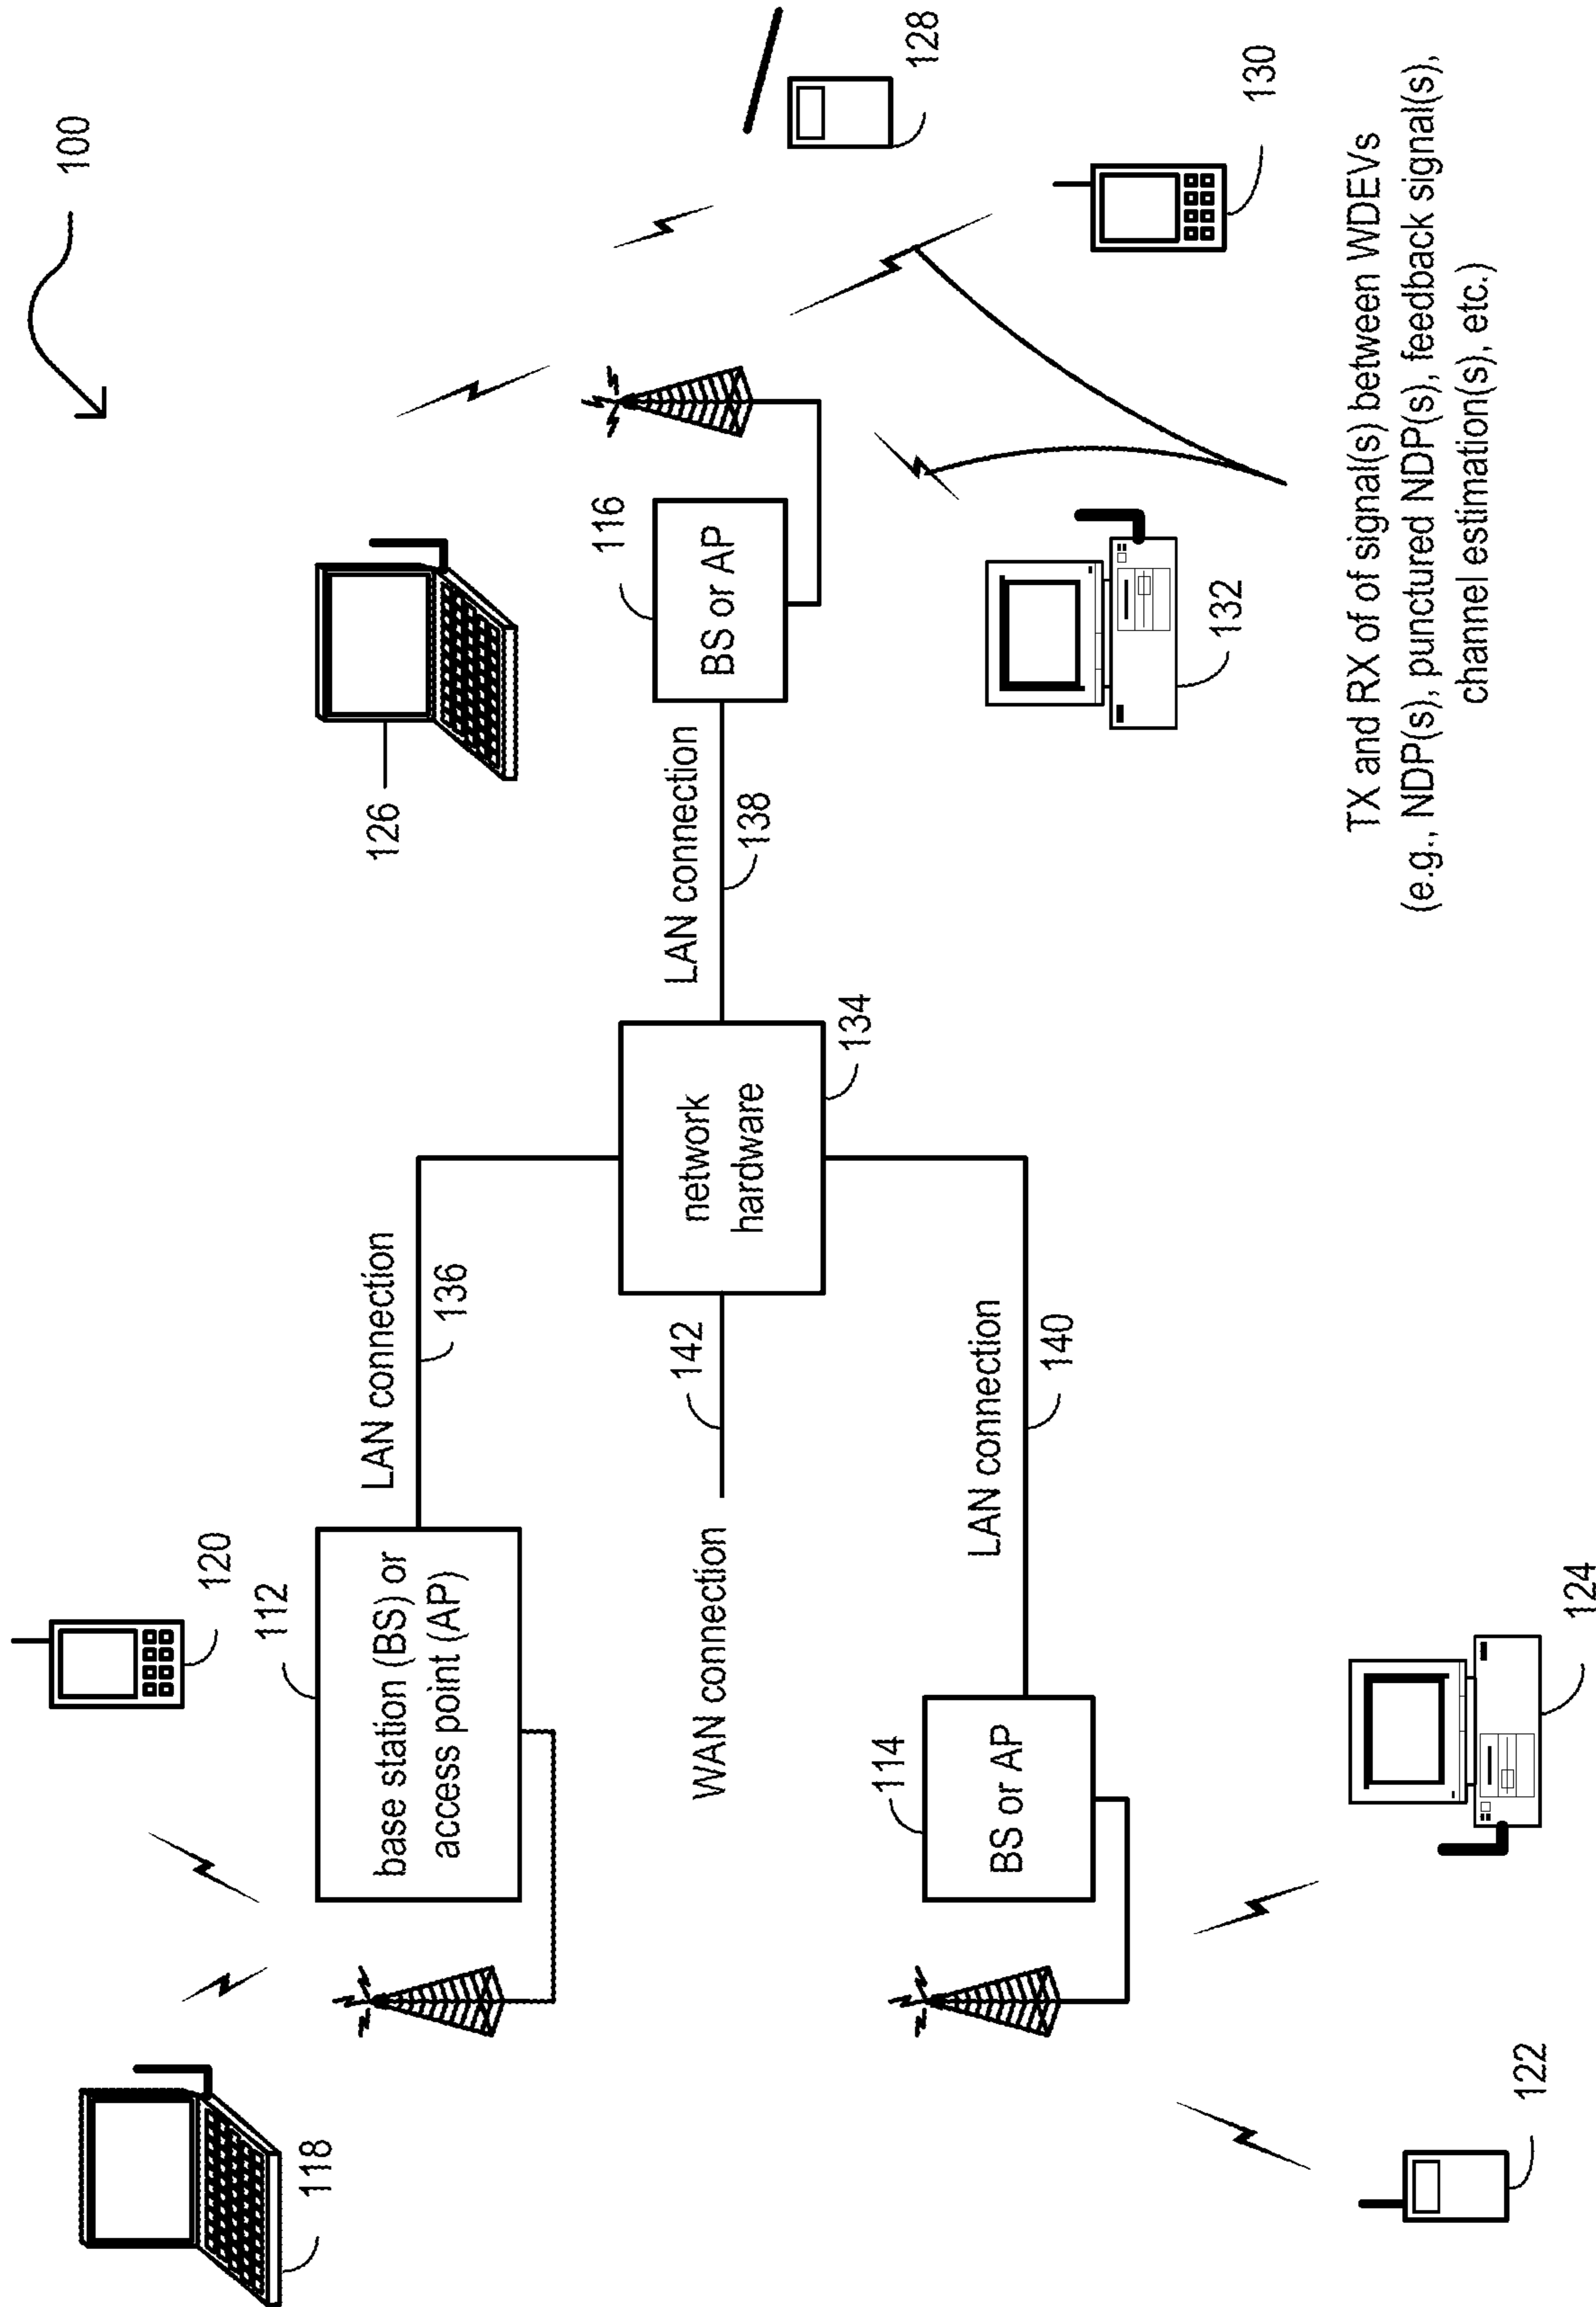 100
118
120
112
base station (BS) or
access point (AP)
LAN connection
136
126
116
BS or AP
128
130
WAN connection
142
network
hardware
134
LAN connection
138
114
BS or AP
LAN connection
140
132
122
124
TX and RX of of signal(s) between WDEVs
(e.g., NDP(s), punctured NDP(s), feedback signal(s),
channel estimation(s), etc.)